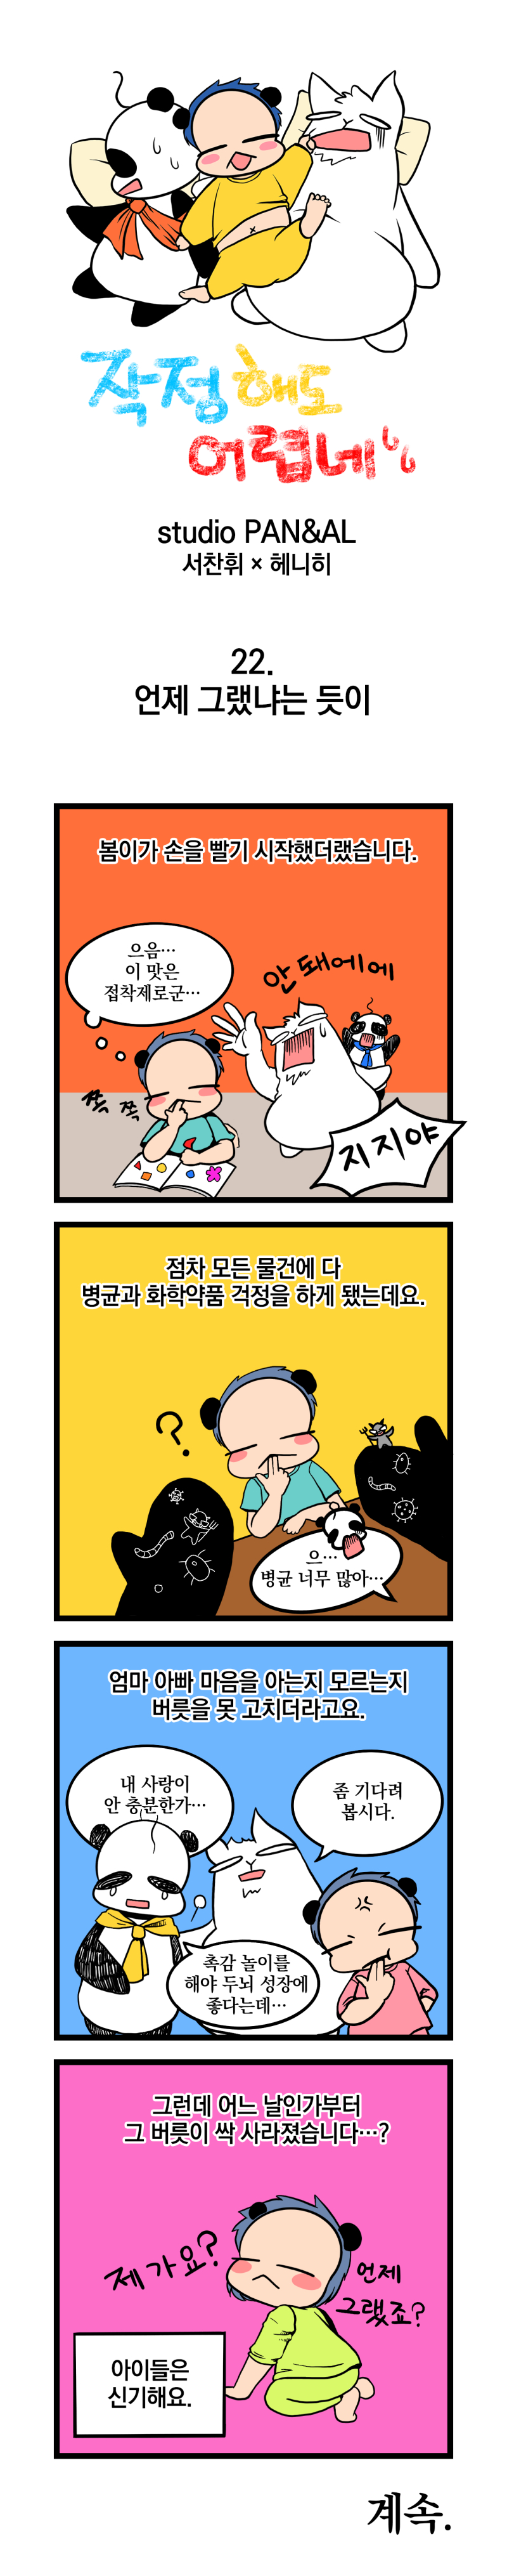 작정해도
어렵네
studio PAN&AL
서찬휘 × 헤니히
22.
언제 그랬냐는 듯이
봄이가 손을 빨기 시작했더랬습니다.
으음…
이 맛은
접착제로군…
안 돼에에
쪽 쪽
지지야
점차 모든 물건에 다
병균과 화학약품 걱정을 하게 됐는데요.
?
으…
병균 너무 많아…
엄마 아빠 마음을 아는지 모르는지
버릇을 못 고치더라고요.
내 사랑이
안 충분한가…
좀 기다려
봅시다.
촉감 놀이를
해야 두뇌 성장에
좋다는데…
그런데 어느 날인가부터
그 버릇이 싹 사라졌습니다…?
제가요?
언제
그랬죠?
아이들은
신기해요.
계속.